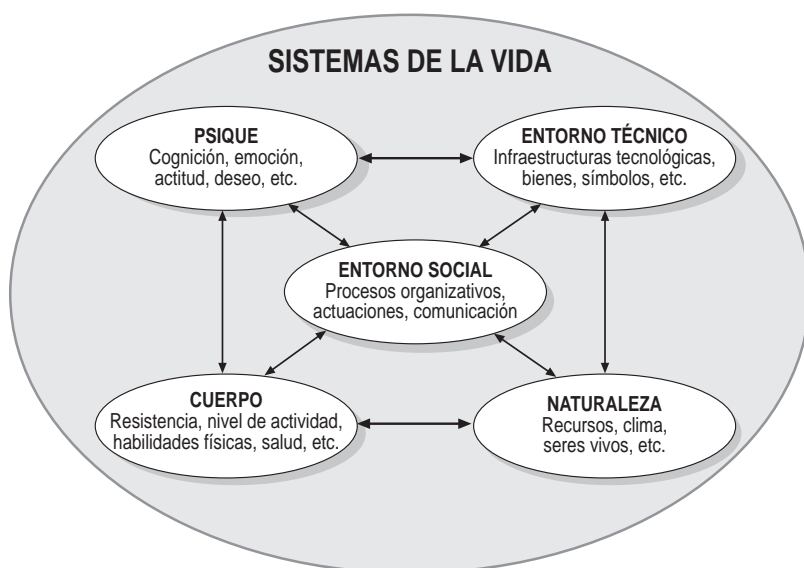 SISTEMAS DE LA VIDA
PSIQUE
Cognición, emoción,
actitud, deseo, etc.
ENTORNO TÉCNICO
Infraestructuras tecnológicas,
bienes, símbolos, etc.
ENTORNO SOCIAL
Procesos organizativos,
actuaciones, comunicación
CUERPO
Resistencia, nivel de actividad,
habilidades físicas, salud, etc.
NATURALEZA
Recursos, clima,
seres vivos, etc.